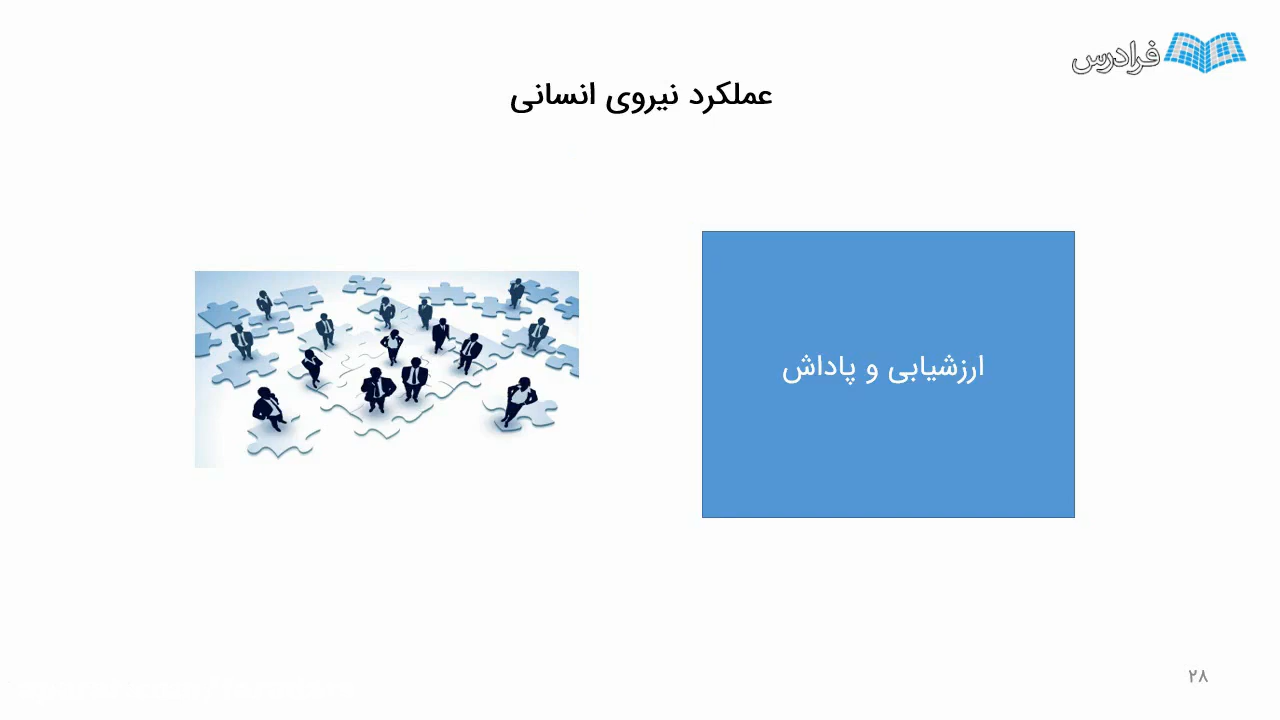 فرادرس
عملکرد نیروی انسانی
ارزشیابی و پاداش
۲۸